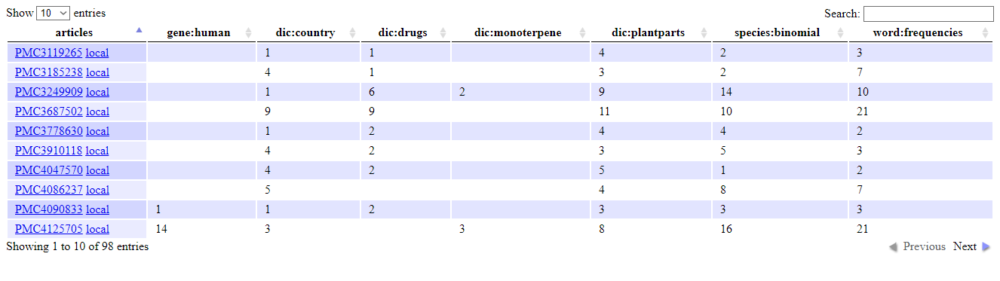 Show 10 entries Search:
articles gene:human dic:country dic:drugs dic:monoterpene dic:plantparts species:binomial word:frequencies
PMC3119265 local 1 1 4 2 3
PMC3185238 local 4 1 3 2 7
PMC3249909 local 1 6 2 9 14 10
PMC3687502 local 9 9 11 10 21
PMC3778630 local 1 2 4 4 2
PMC3910118 local 4 2 3 5 3
PMC4047570 local 4 2 5 1 2
PMC4086237 local 5 4 8 7
PMC4090833 local 1 1 2 3 3 3
PMC4125705 local 14 3 3 8 16 21
Showing 1 to 10 of 98 entries Previous Next